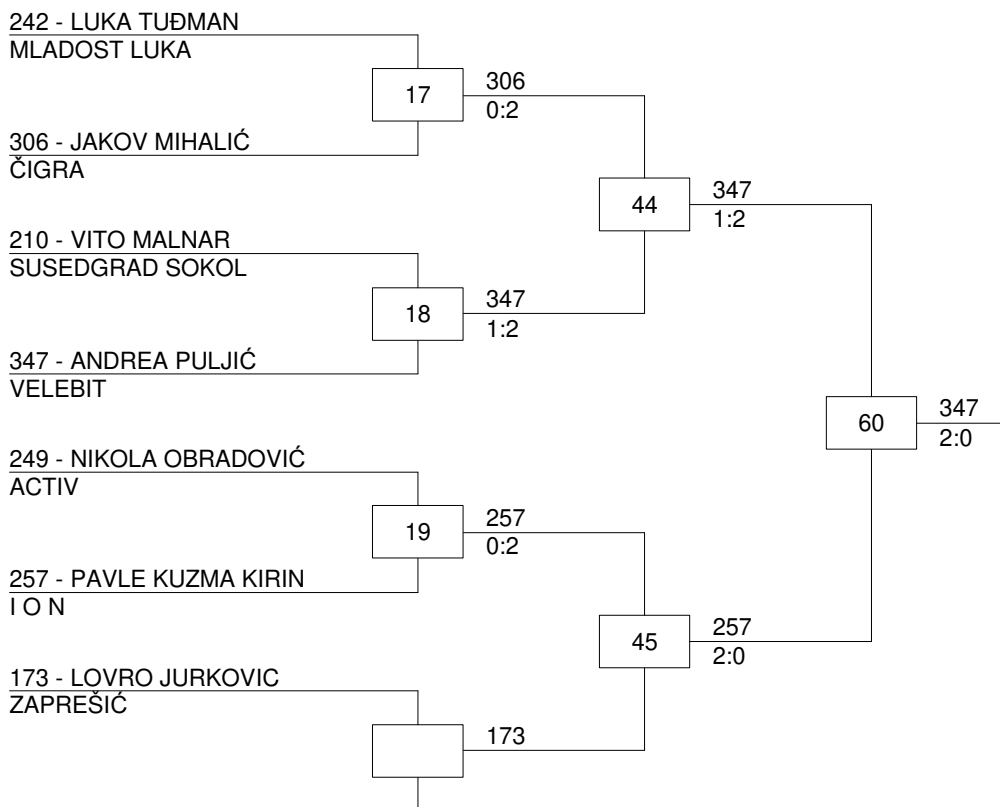 242 - LUKA TUĐMAN
MLADOST LUKA
17
306
0:2
306 - JAKOV MIHALIĆ
ČIGRA
44
347
1:2
210 - VITO MALNAR
SUSEDGRAD SOKOL
18
347
1:2
347 - ANDREA PULJIĆ
VELEBIT
60
347
2:0
249 - NIKOLA OBRADOVIĆ
ACTIV
19
257
0:2
257 - PAVLE KUZMA KIRIN
I O N
45
257
2:0
173 - LOVRO JURKOVIC
ZAPREŠIĆ
173